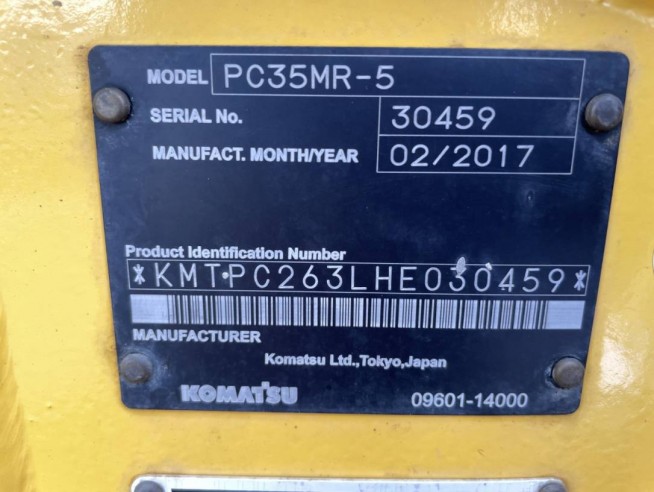 MODEL PC35MR-5
SERIAL No. 30459
MANUFACT. MONTH/YEAR 02/2017
Product Identification Number
*KMTPC263LHE030459*
MANUFACTURER
Komatsu Ltd.,Tokyo,Japan
KOMATSU 09601-14000